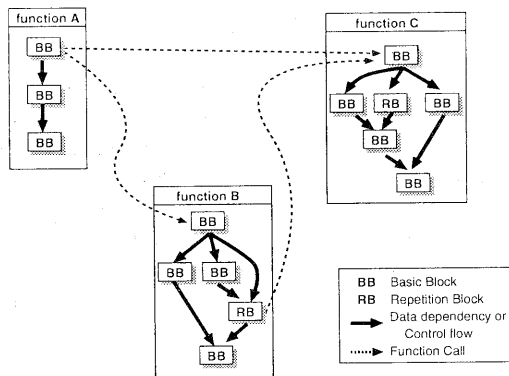 function A
BB
BB
BB
function C
BB
BB RB BB
BB
BB
function B
BB
BB BB
RB
BB
BB Basic Block
RB Repetition Block
Data dependency or
Control flow
Function Call